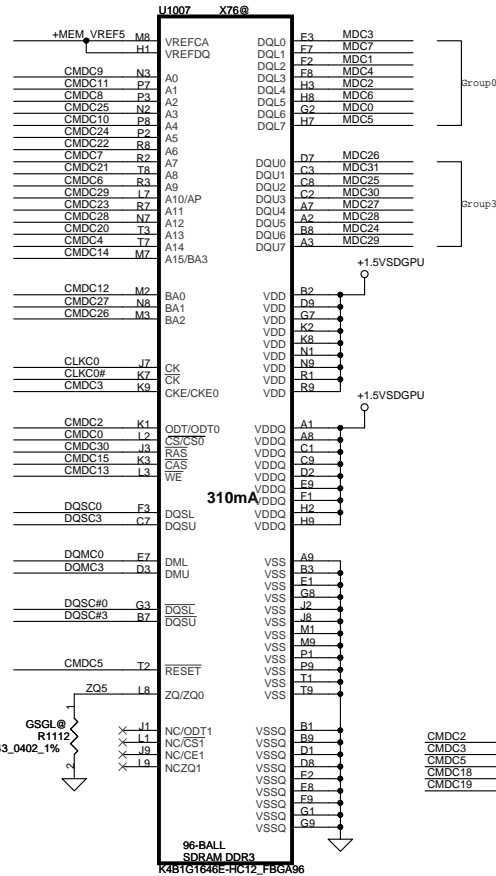 U1007 X76@
+MEM_VREF5 M8 VREFCA E3 MDC3
H1 VREFDQ DQL0 F7 MDC7
DQL1 F2 MDC1
CMDC9 N3 A0 DQL2 F8 MDC4
CMDC11 P7 A1 DQL3 H3 MDC2
CMDC8 P3 A2 DQL4 H8 MDC6 Group0
CMDC25 N2 A3 DQL5 G2 MDC0
CMDC10 P8 A4 DQL6 H7 MDC5
CMDC24 P2 A5 DQL7
CMDC22 R8 A6
CMDC7 R2 A7 DQU0 D7 MDC26
CMDC21 T8 A8 DQU1 C3 MDC31
CMDC6 R3 A9 DQU2 C8 MDC25
CMDC29 L7 A10/AP DQU3 C2 MDC30
CMDC23 R7 A11 DQU4 A7 MDC27 Group3
CMDC28 N7 A12 DQU5 A2 MDC28
CMDC20 T3 A13 DQU6 B8 MDC24
CMDC4 T7 A14 DQU7 A3 MDC29
CMDC14 M7 A15/BA3
+1.5VSDGPU
CMDC12 M2 BA0 VDD B2
CMDC27 N8 BA1 VDD D9
CMDC26 M3 BA2 VDD G7
VDD K2
VDD K8
VDD N1
CLKC0 J7 CK VDD N9
CLKC0# K7 CK VDD R1
CMDC3 K9 CKE/CKE0 VDD R9
+1.5VSDGPU
CMDC2 K1 ODT/ODT0 VDDQ A1
CMDC0 L2 CS/CS0 VDDQ A8
CMDC30 J3 RAS VDDQ C1
CMDC15 K3 CAS VDDQ C9
CMDC13 L3 WE VDDQ D2
VDDQ E9
310mA VDDQ F1
DQSC0 F3 DQSL VDDQ H2
DQSC3 C7 DQSU VDDQ H9
DQMC0 E7 DML VSS A9
DQMC3 D3 DMU VSS B3
VSS E1
VSS G8
DQSC#0 G3 DQSL VSS J2
DQSC#3 B7 DQSU VSS J8
VSS M1
VSS M9
VSS P1
CMDC5 T2 RESET VSS P9
VSS T1
ZQ5 L8 ZQ/ZQ0 VSS T9
1
GSGL@
R1112
43_0402_1%
2
J1 NC/ODT1 VSSQ B1
L1 NC/CS1 VSSQ B9
J9 NC/CE1 VSSQ D1
L9 NCZQ1 VSSQ D8
VSSQ E2
VSSQ E8
VSSQ F9
VSSQ G1
VSSQ G9
CMDC2
CMDC3
CMDC5
CMDC18
CMDC19
96-BALL
SDRAM DDR3
K4B1G1646E-HC12_FBGA96